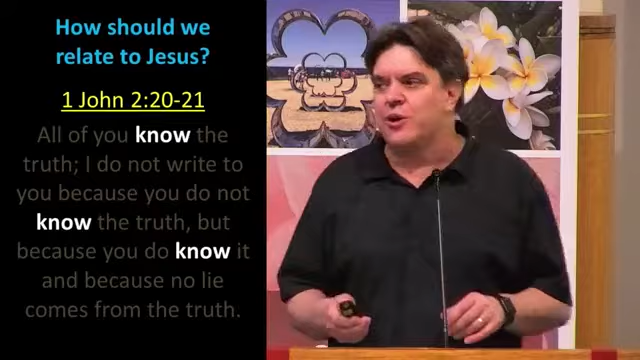 How should we
relate to Jesus?
1 John 2:20-21
All of you know the
truth; I do not write to
you because you do not
know the truth, but
because you do know it
and because no lie
comes from the truth.